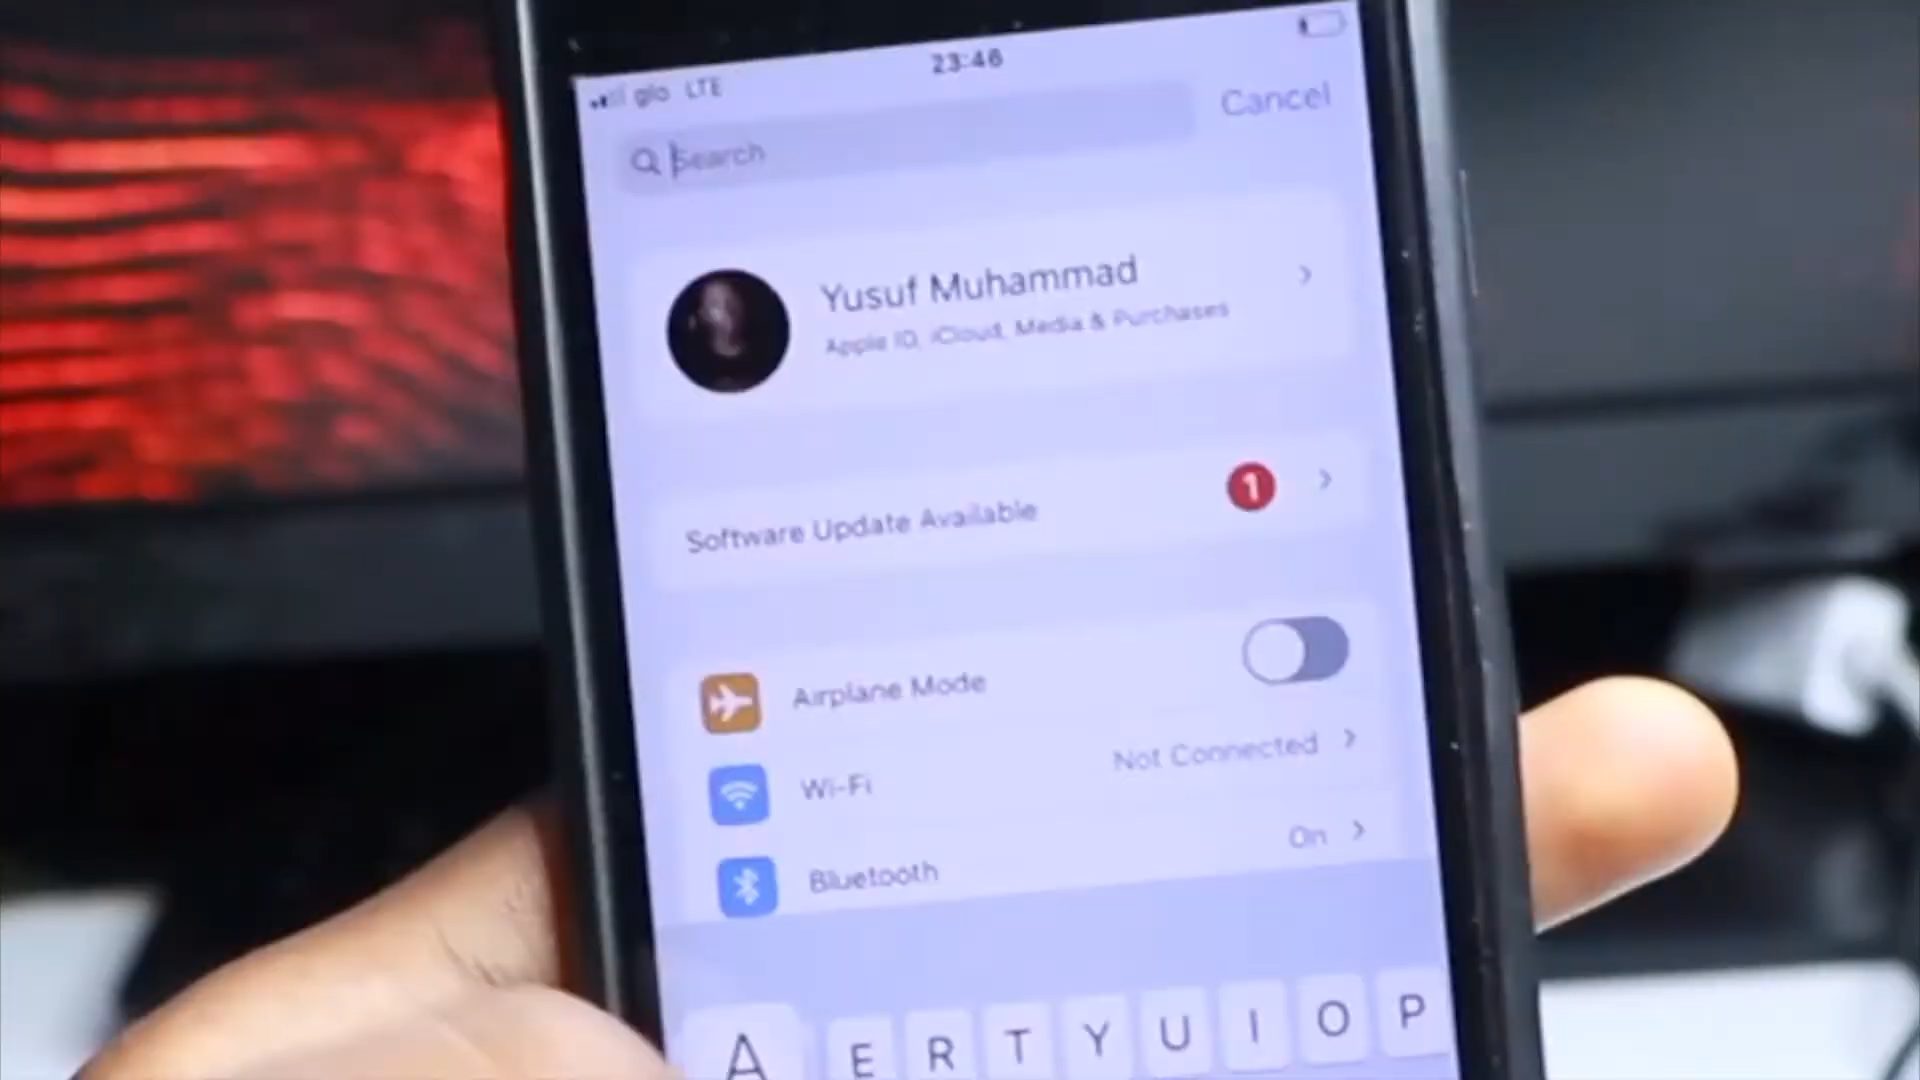 glo LTE 23:46
Search Cancel
Yusuf Muhammad
Apple ID, iCloud, Media & Purchases
Software Update Available 1
Airplane Mode
Wi-Fi Not Connected
Bluetooth On
A E R T Y U I O P